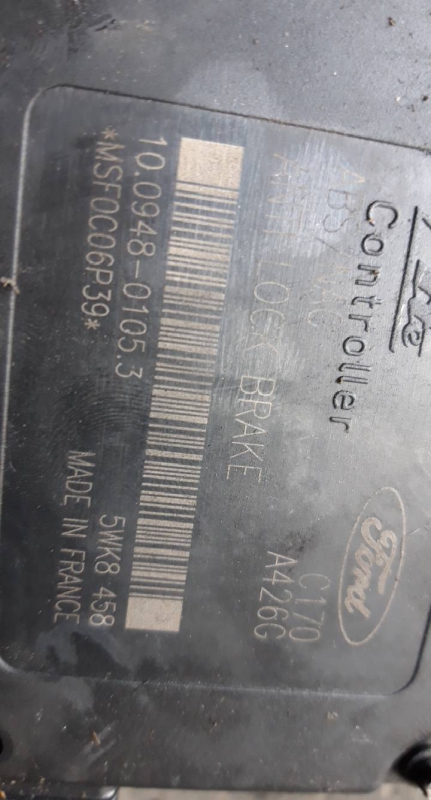 Controller
Ford
C170
A426G
ANTI LOCK BRAKE
10.0948-0105.3
*MSF0C06P39*
5WK8 458
MADE IN FRANCE